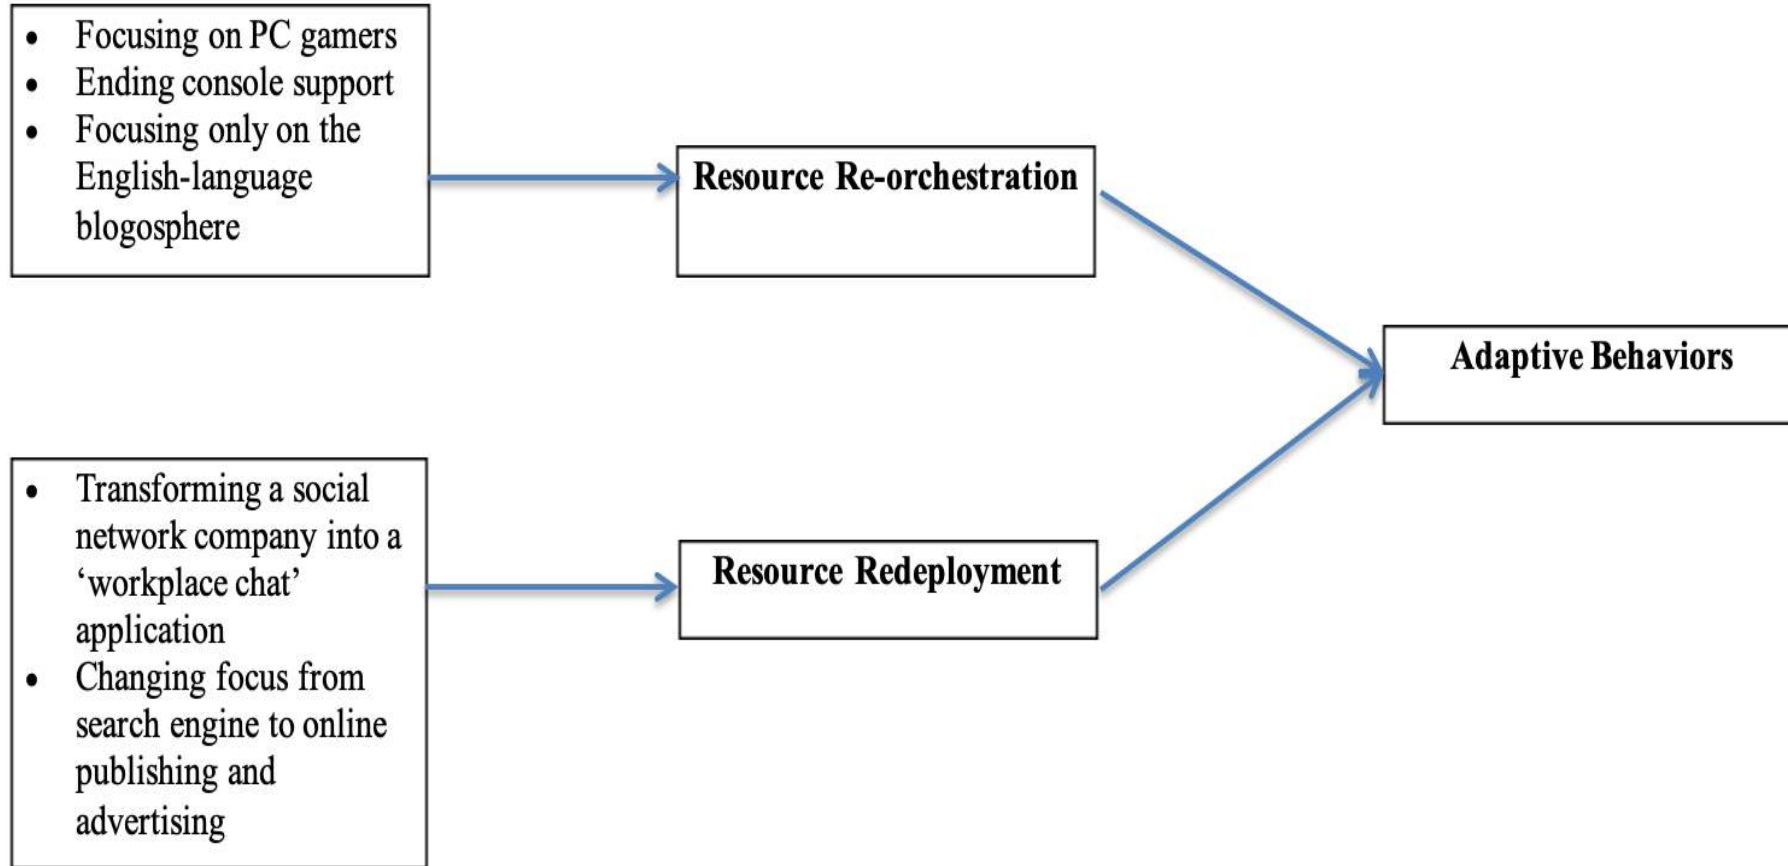 • Focusing on PC gamers
• Ending console support
• Focusing only on the
English-language
blogosphere
Resource Re-orchestration
Adaptive Behaviors
• Transforming a social
network company into a
‘workplace chat’
application
• Changing focus from
search engine to online
publishing and
advertising
Resource Redeployment